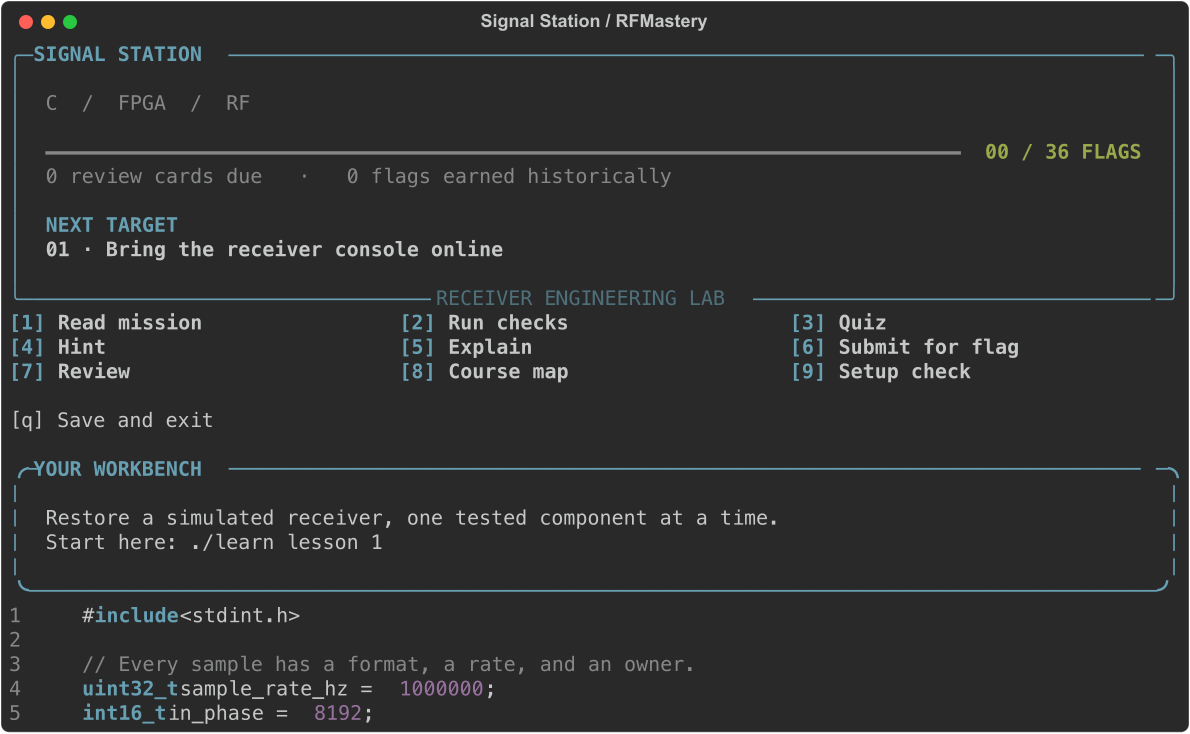 Signal Station / RFMastery
SIGNAL STATION
C / FPGA / RF
00 / 36 FLAGS
0 review cards due · 0 flags earned historically
NEXT TARGET
01 · Bring the receiver console online
RECEIVER ENGINEERING LAB
[1] Read mission [2] Run checks [3] Quiz
[4] Hint [5] Explain [6] Submit for flag
[7] Review [8] Course map [9] Setup check
[q] Save and exit
YOUR WORKBENCH
Restore a simulated receiver, one tested component at a time.
Start here: ./learn lesson 1
1 #include<stdint.h>
2
3 // Every sample has a format, a rate, and an owner.
4 uint32_tsample_rate_hz = 1000000;
5 int16_tin_phase = 8192;